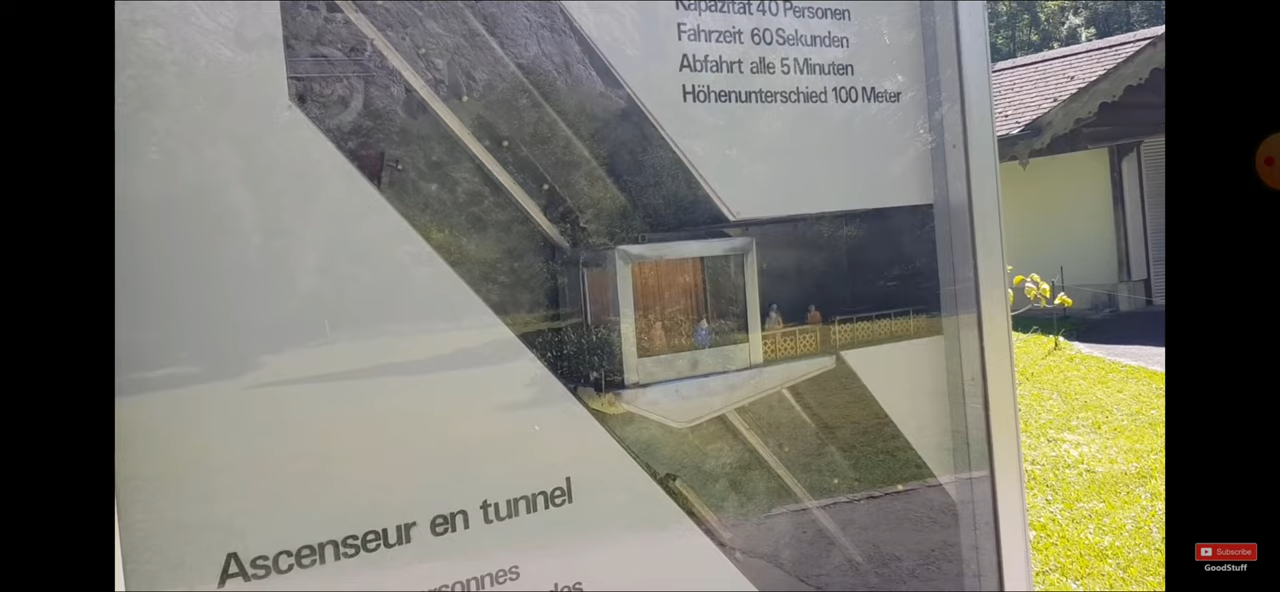 Kapazität 40 Personen
Fahrzeit 60 Sekunden
Abfahrt alle 5 Minuten
Höhenunterschied 100 Meter
Ascenseur en tunnel
Subscribe
GoodStuff